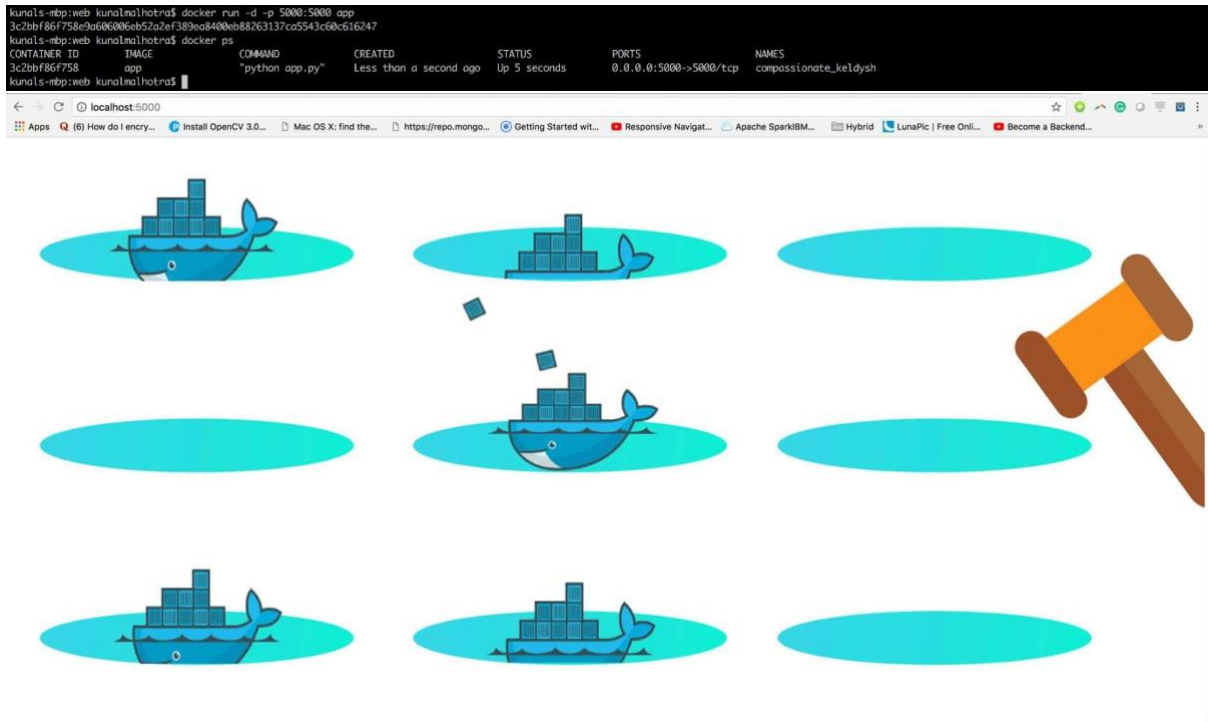 kunals-mbp:web kunalmalhotra$ docker run -d -p 5000:5000 app
3c2bbf86f758e9a606006eb52a2ef389ea8400eb88263137ca5543c60c616247
kunals-mbp:web kunalmalhotra$ docker ps
CONTAINER ID IMAGE COMMAND CREATED STATUS PORTS NAMES
3c2bbf86f758 app "python app.py" Less than a second ago Up 5 seconds 0.0.0.0:5000->5000/tcp compassionate_keldysh
kunals-mbp:web kunalmalhotra$
localhost:5000
Apps (6) How do I encry... Install OpenCV 3.0... Mac OS X: find the... https://repo.mongo... Getting Started wit... Responsive Navigat... Apache SparkIBM... Hybrid LunaPic | Free Onli... Become a Backend... »